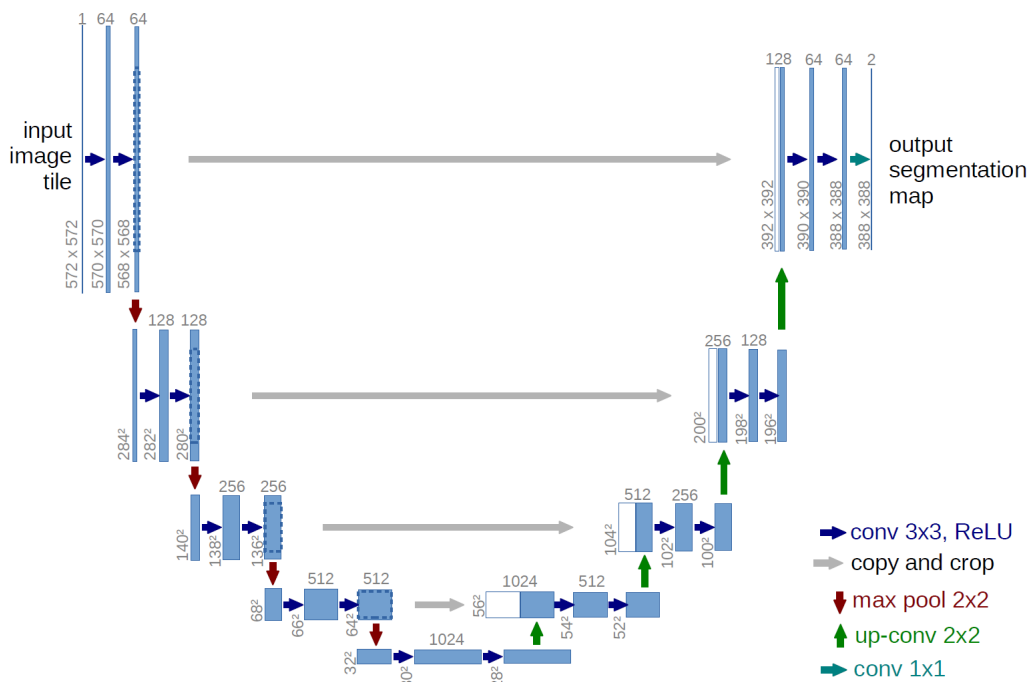 1 64 64
128 64 64 2
input
image
tile
output
segmentation
map
572 x 572
570 x 570
568 x 568
392 x 392
390 x 390
388 x 388
388 x 388
128 128
256 128
284²
282²
280²
200²
198²
196²
256 256
512 256
140²
138²
136²
104²
102²
100²
conv 3x3, ReLU
copy and crop
max pool 2x2
up-conv 2x2
conv 1x1
512 512
1024 512
68²
66²
64²
56²
54²
52²
1024
32²